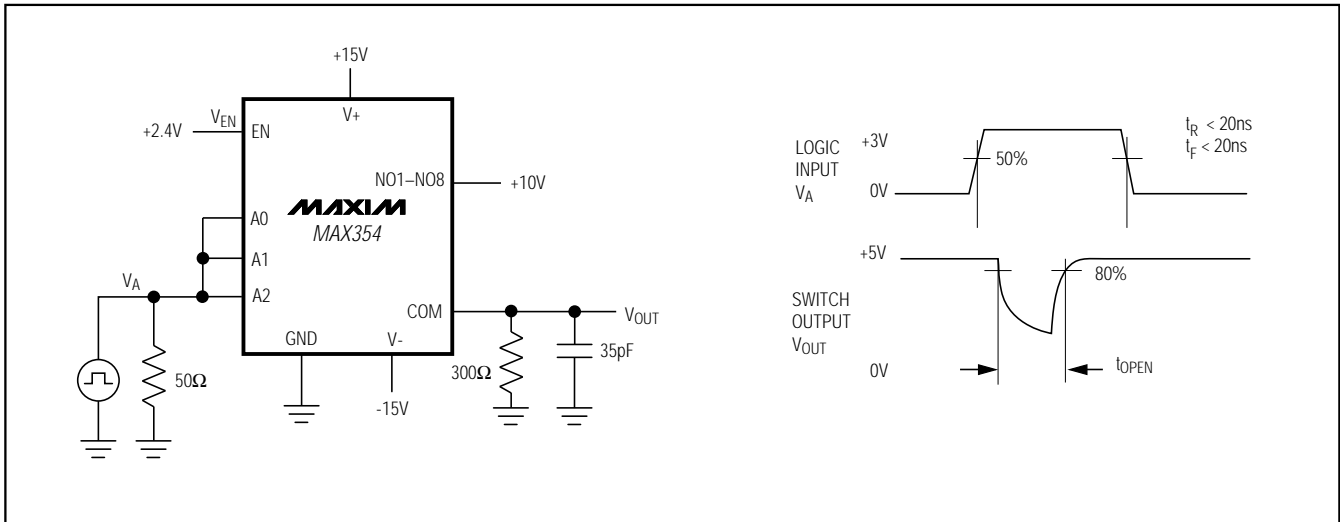 +15V
V+
+2.4V
VEN
EN
NO1–NO8
+10V
MAXIM
MAX354
A0
A1
A2
VA
COM
VOUT
GND
V-
50Ω
300Ω
35pF
-15V
LOGIC
INPUT
VA
+3V
0V
50%
tR < 20ns
tF < 20ns
+5V
SWITCH
OUTPUT
VOUT
0V
80%
tOPEN